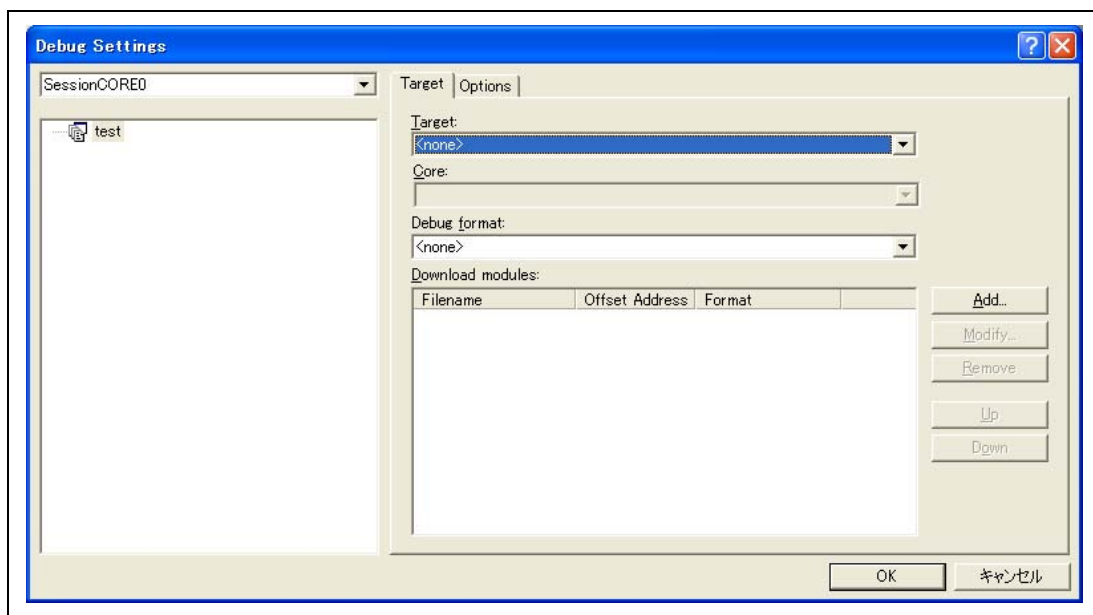 Debug Settings
SessionCORE0
test
Target Options
Target:
<none>
Core:
Debug format:
<none>
Download modules:
Filename Offset Address Format
Add...
Modify...
Remove
Up
Down
OK キャンセル